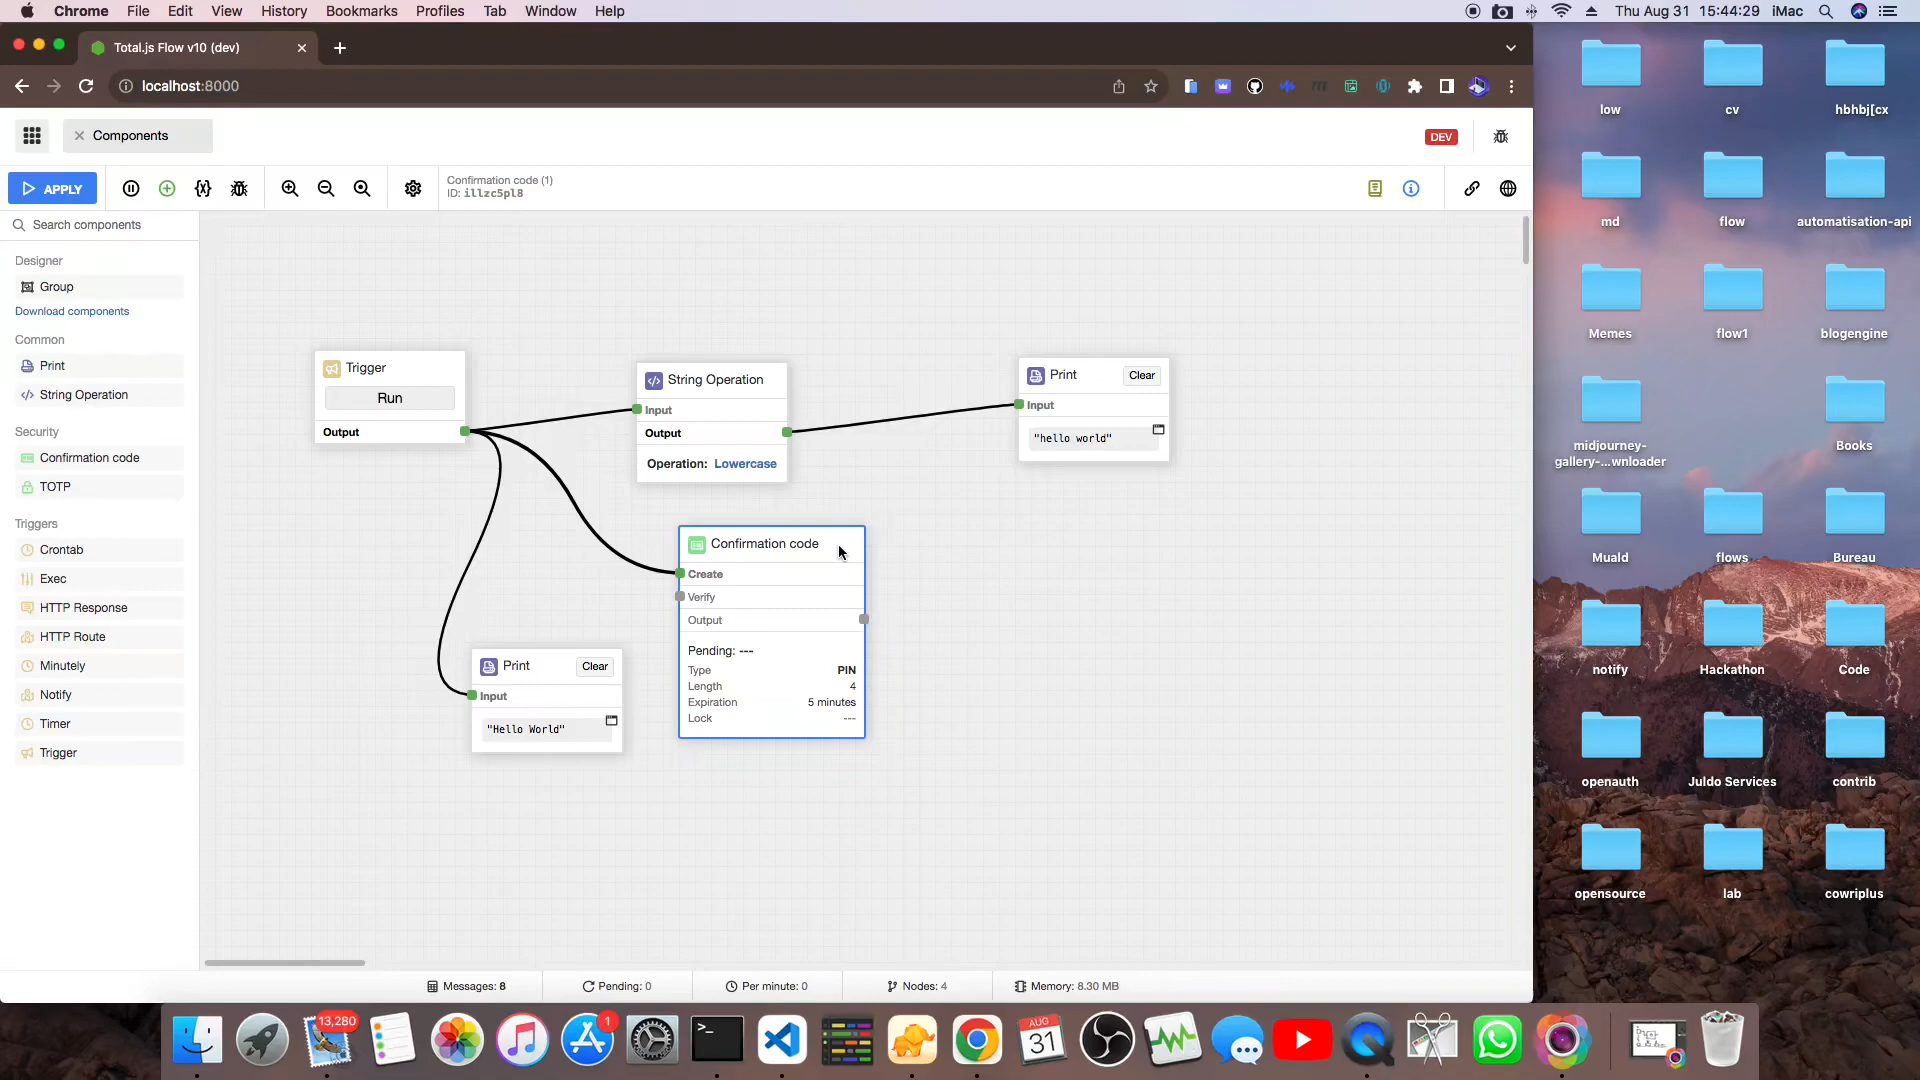 Chrome File Edit View History Bookmarks Profiles Tab Window Help
Thu Aug 31 15:44:29 iMac
Total.js Flow v10 (dev)
localhost:8000
Components
DEV
APPLY
Confirmation code (1)
ID: illzc5pl8
Search components
Designer
Group
Download components
Common
Print
String Operation
Security
Confirmation code
TOTP
Triggers
Crontab
Exec
HTTP Response
HTTP Route
Minutely
Notify
Timer
Trigger
Trigger
Run
Output
String Operation
Input
Output
Operation: Lowercase
Print Clear
Input
"hello world"
Confirmation code
Create
Verify
Output
Pending: ---
Type PIN
Length 4
Expiration 5 minutes
Lock ---
Print Clear
Input
"Hello World"
Messages: 8
Pending: 0
Per minute: 0
Nodes: 4
Memory: 8.30 MB
low cv hbhbj[cx
md flow automatisation-api
Memes flow1 blogengine
midjourney-
gallery-...wnloader
Books
Muald flows Bureau
notify Hackathon Code
openauth Juldo Services contrib
opensource lab cowriplus
13,280
1
AUG
31